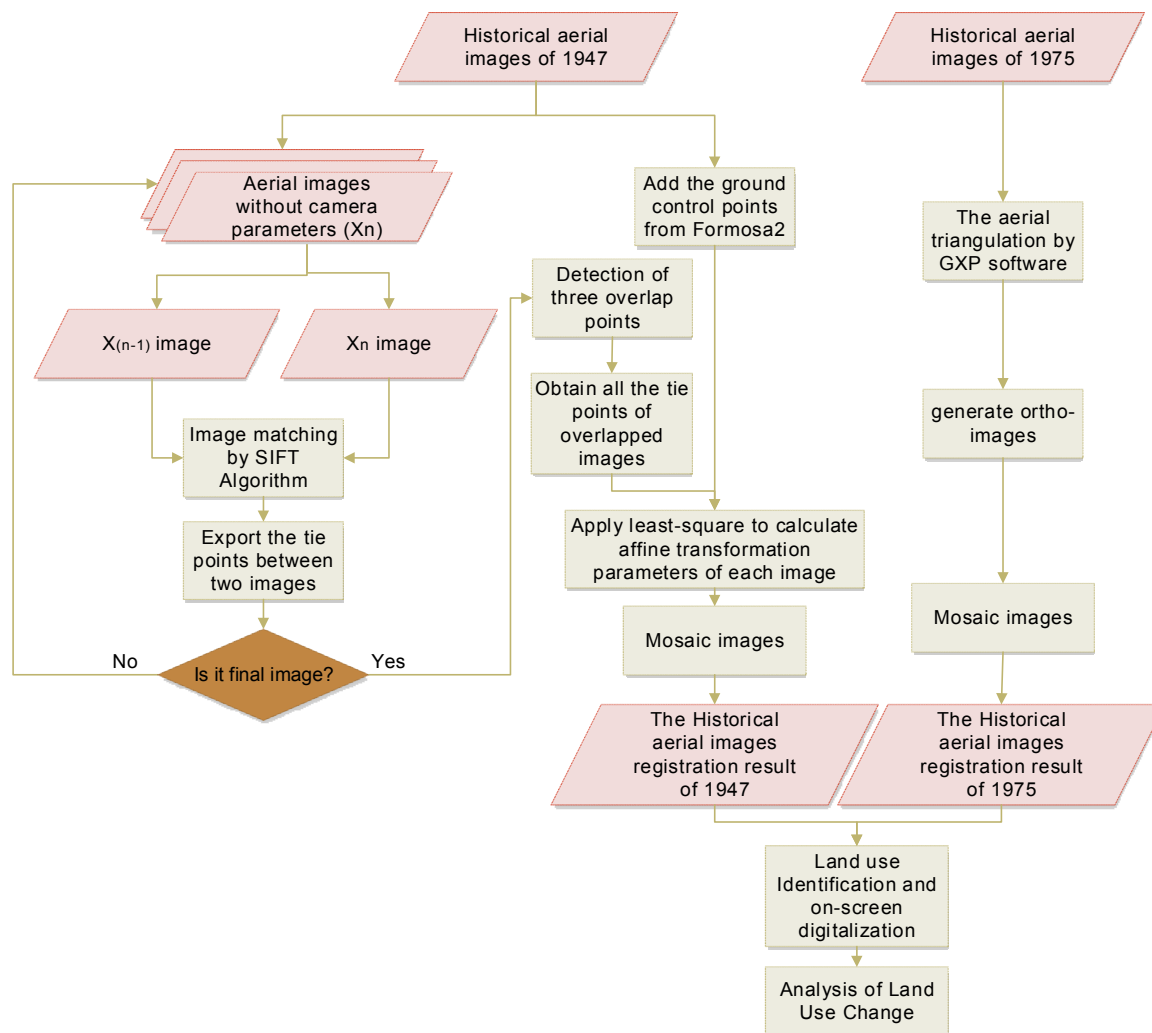 Historical aerial
images of 1947
Historical aerial
images of 1975
Aerial images
without camera
parameters (Xn)
Add the ground
control points
from Formosa2
The aerial
triangulation by
GXP software
Detection of
three overlap
points
X(n-1) image
Xn image
Obtain all the tie
points of
overlapped
images
generate ortho-
images
Image matching
by SIFT
Algorithm
Export the tie
points between
two images
Apply least-square to calculate
affine transformation
parameters of each image
Mosaic images
Mosaic images
No
Is it final image?
Yes
The Historical
aerial images
registration result
of 1947
The Historical
aerial images
registration result
of 1975
Land use
Identification and
on-screen
digitalization
Analysis of Land
Use Change